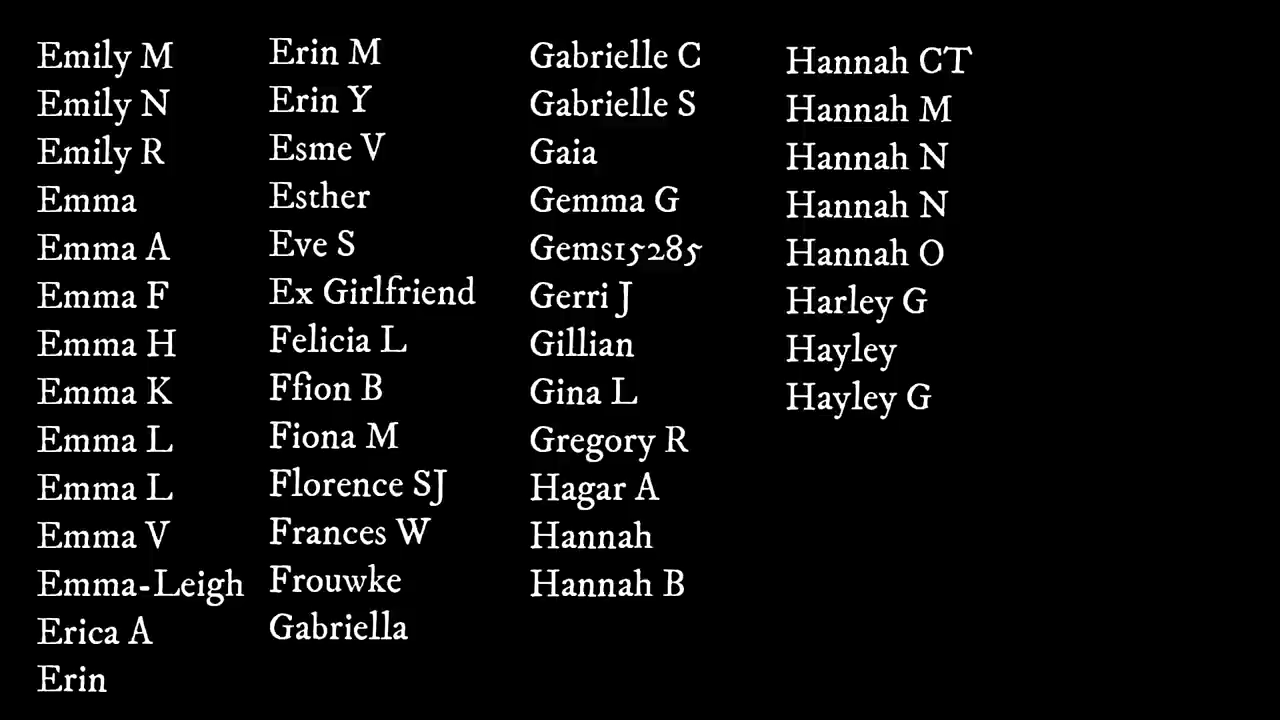 Emily M
Emily N
Emily R
Emma
Emma A
Emma F
Emma H
Emma K
Emma L
Emma L
Emma V
Emma-Leigh
Erica A
Erin
Erin M
Erin Y
Esme V
Esther
Eve S
Ex Girlfriend
Felicia L
Ffion B
Fiona M
Florence SJ
Frances W
Frouwke
Gabriella
Gabrielle C
Gabrielle S
Gaia
Gemma G
Gems15285
Gerri J
Gillian
Gina L
Gregory R
Hagar A
Hannah
Hannah B
Hannah CT
Hannah M
Hannah N
Hannah N
Hannah O
Harley G
Hayley
Hayley G